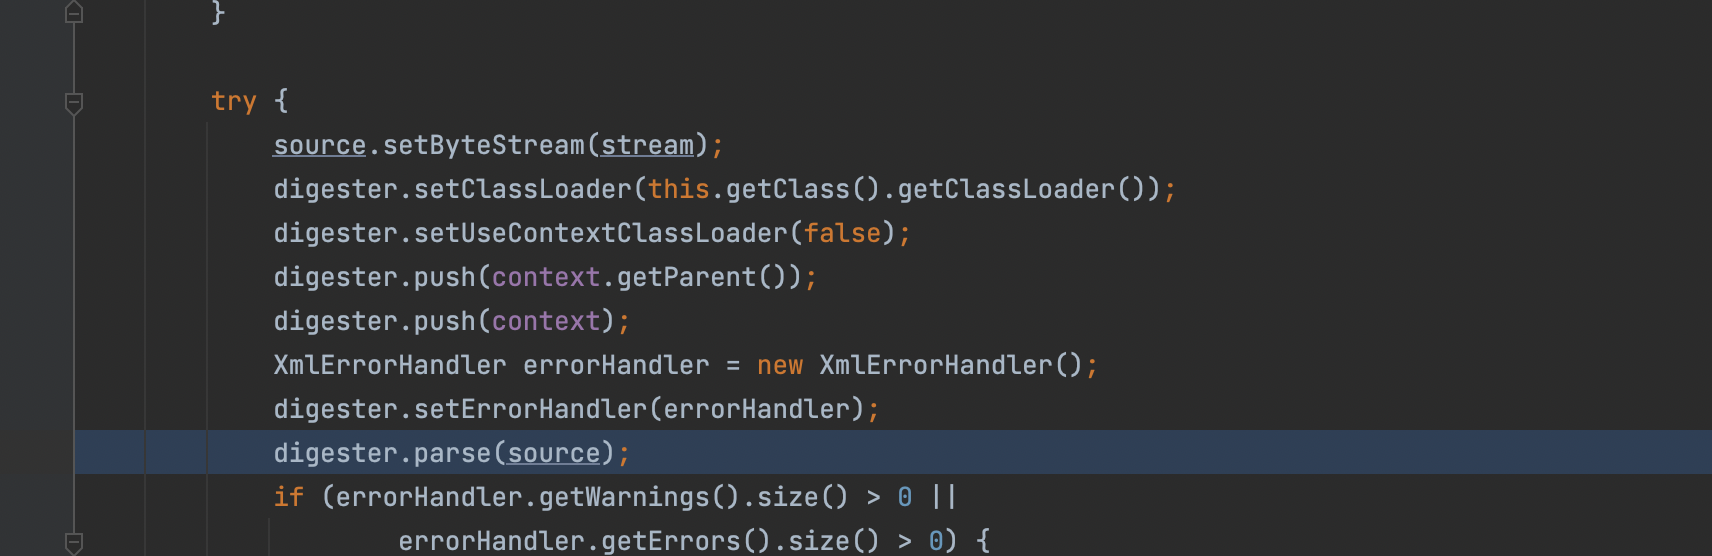 }
try {
source.setByteStream(stream);
digester.setClassLoader(this.getClass().getClassLoader());
digester.setUseContextClassLoader(false);
digester.push(context.getParent());
digester.push(context);
XmlErrorHandler errorHandler = new XmlErrorHandler();
digester.setErrorHandler(errorHandler);
digester.parse(source);
if (errorHandler.getWarnings().size() > 0 ||
errorHandler.getErrors().size() > 0) {